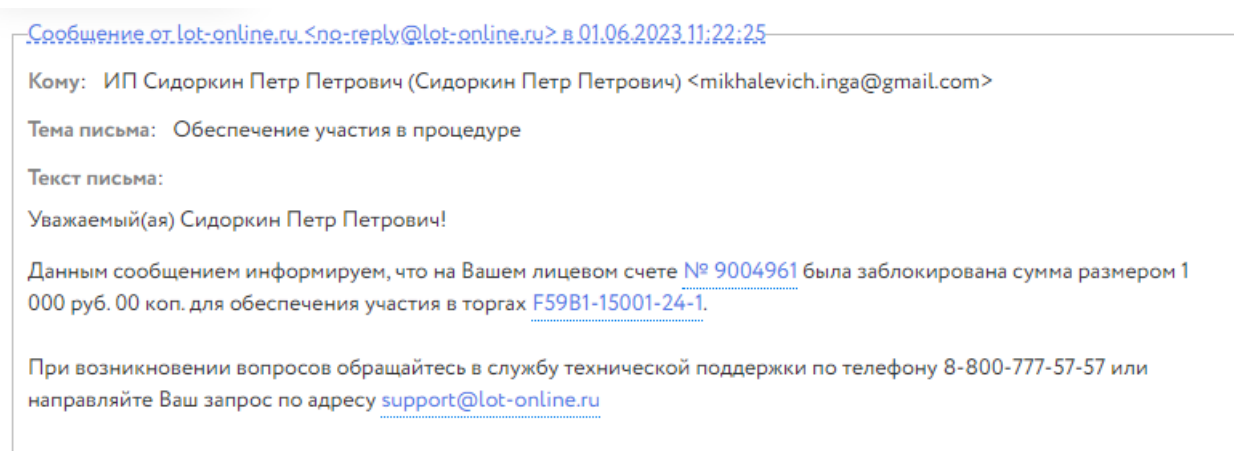 Сообщение от lot-online.ru <no-reply@lot-online.ru> в 01.06.2023 11:22:25
Кому: ИП Сидоркин Петр Петрович (Сидоркин Петр Петрович) <mikhalevich.inga@gmail.com>
Тема письма: Обеспечение участия в процедуре
Текст письма:
Уважаемый(ая) Сидоркин Петр Петрович!
Данным сообщением информируем, что на Вашем лицевом счете № 9004961 была заблокирована сумма размером 1
000 руб. 00 коп. для обеспечения участия в торгах F59B1-15001-24-1.
При возникновении вопросов обращайтесь в службу технической поддержки по телефону 8-800-777-57-57 или
направляйте Ваш запрос по адресу support@lot-online.ru